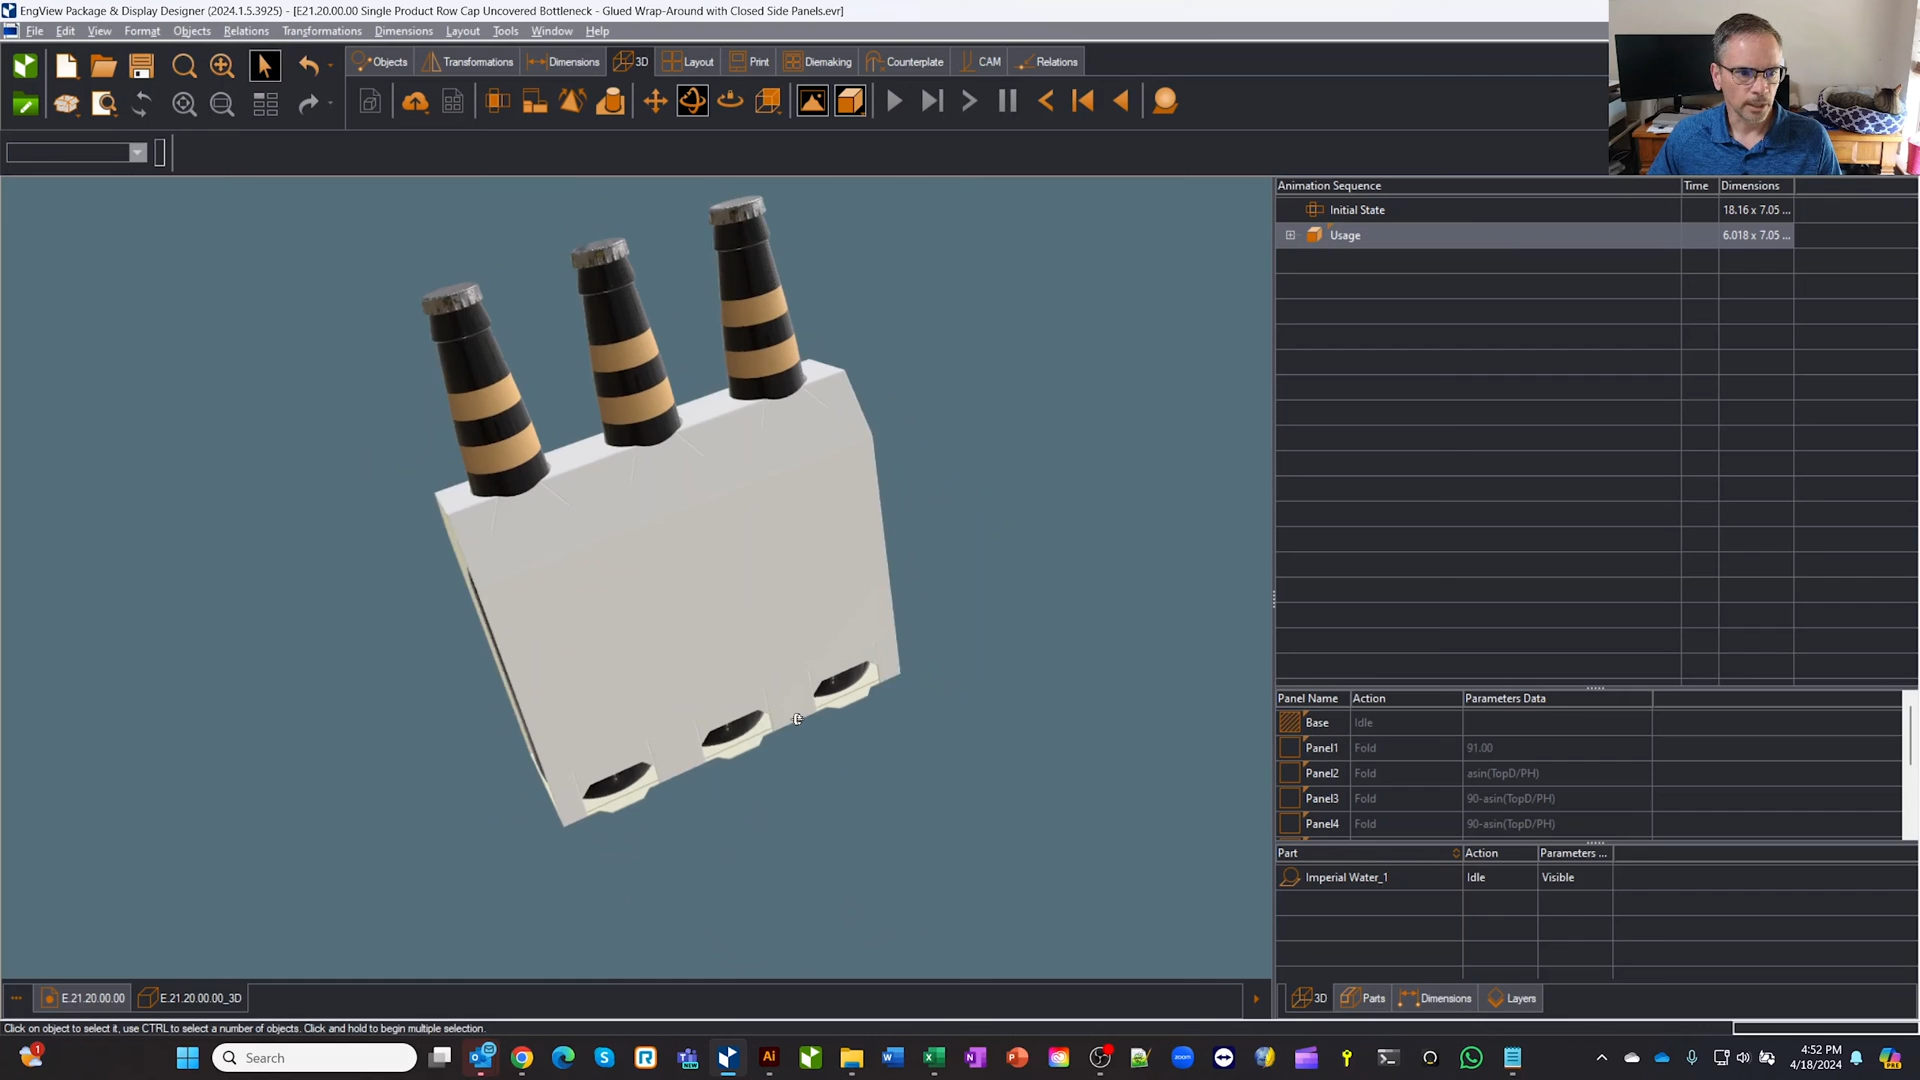 EngView Package & Display Designer (2024.1.5.3925) - [E21.20.00.00 Single Product Row Cap Uncovered Bottleneck - Glued Wrap-Around with Closed Side Panels.evr]
File Edit View Format Objects Relations Transformations Dimensions Layout Tools Window Help
Objects Transformations Dimensions 3D Layout Print Diemaking Counterplate CAM Relations
Animation Sequence Time Dimensions
Initial State 18.16 x 7.05 ...
Usage 6.018 x 7.05 ...
Panel Name Action Parameters Data
Base Idle
Panel1 Fold 91.00
Panel2 Fold asin(TopD/PH)
Panel3 Fold 90-asin(TopD/PH)
Panel4 Fold 90-asin(TopD/PH)
Part Action Parameters ...
Imperial Water_1 Idle Visible
... E.21.20.00.00 E.21.20.00.00_3D
3D Parts Dimensions Layers
Click on object to select it, use CTRL to select a number of objects. Click and hold to begin multiple selection.
1 Search
4:52 PM
4/18/2024